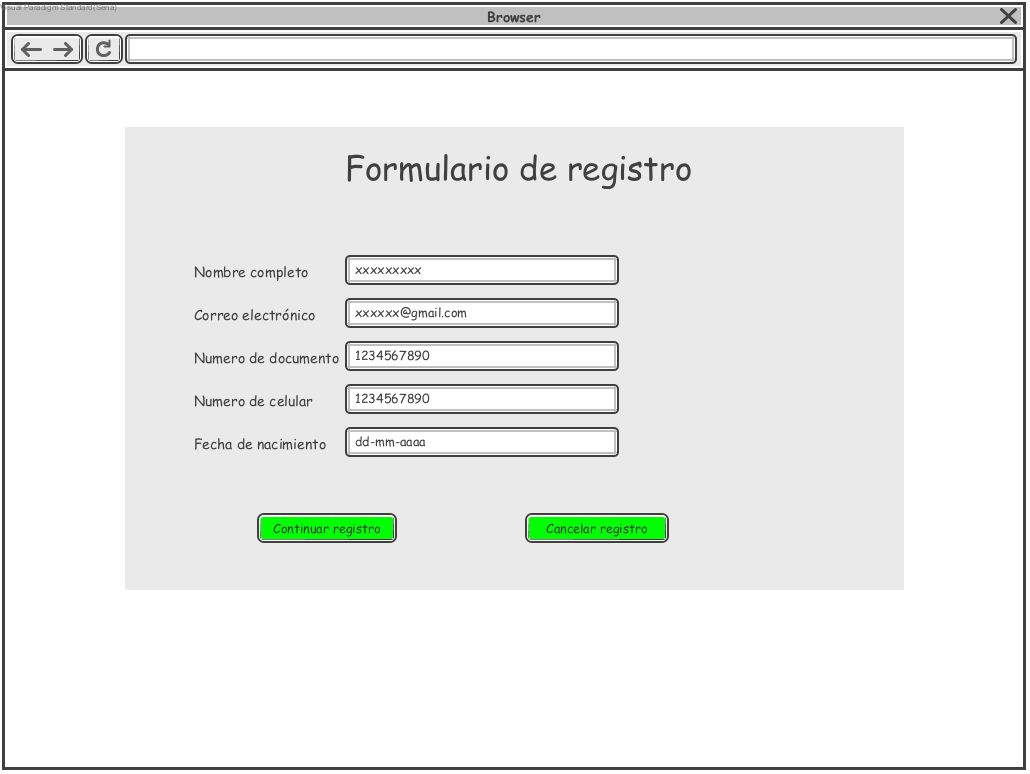 Visual Paradigm Standard(Sena)
Browser
Formulario de registro
Nombre completo xxxxxxxxx
Correo electrónico xxxxxx@gmail.com
Numero de documento 1234567890
Numero de celular 1234567890
Fecha de nacimiento dd-mm-aaaa
Continuar registro Cancelar registro